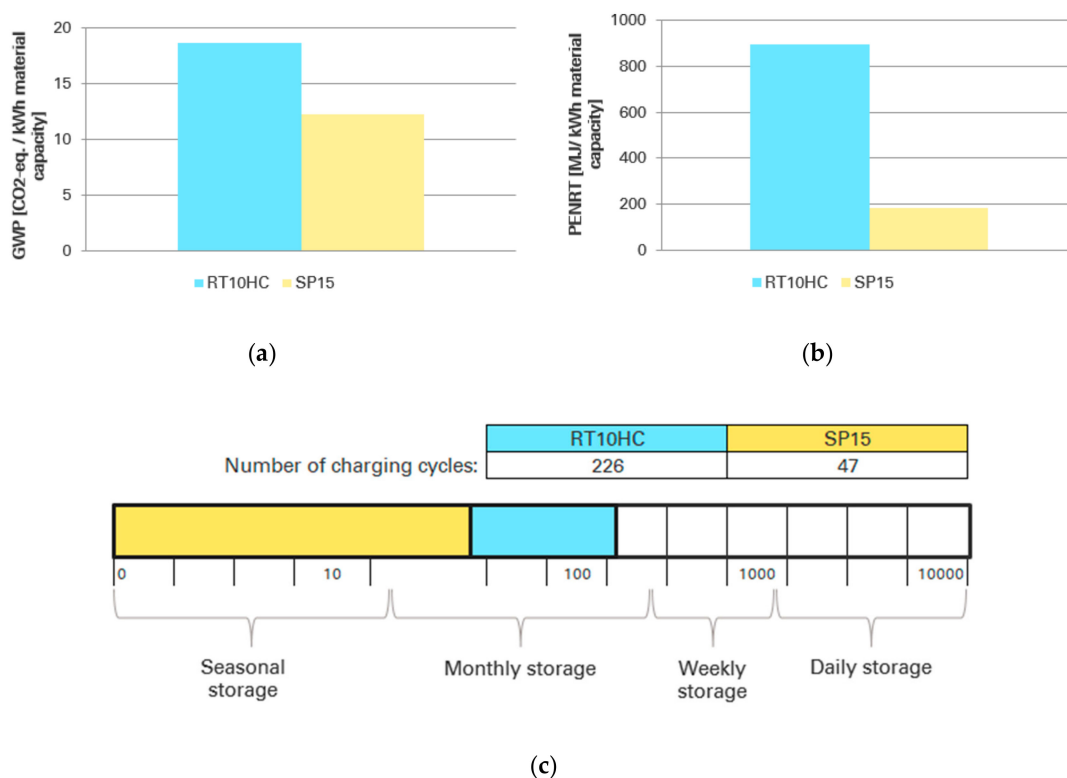 GWP [CO2-eq. / kWh material
capacity]
20
15
10
5
0
RT10HC SP15
(a)
PENRT [MJ/ kWh material
capacity]
1000
800
600
400
200
0
RT10HC SP15
(b)
RT10HC SP15
Number of charging cycles: 226 47
0 10 100 1000 10000
Seasonal
storage
Monthly storage
Weekly
storage
Daily storage
(c)